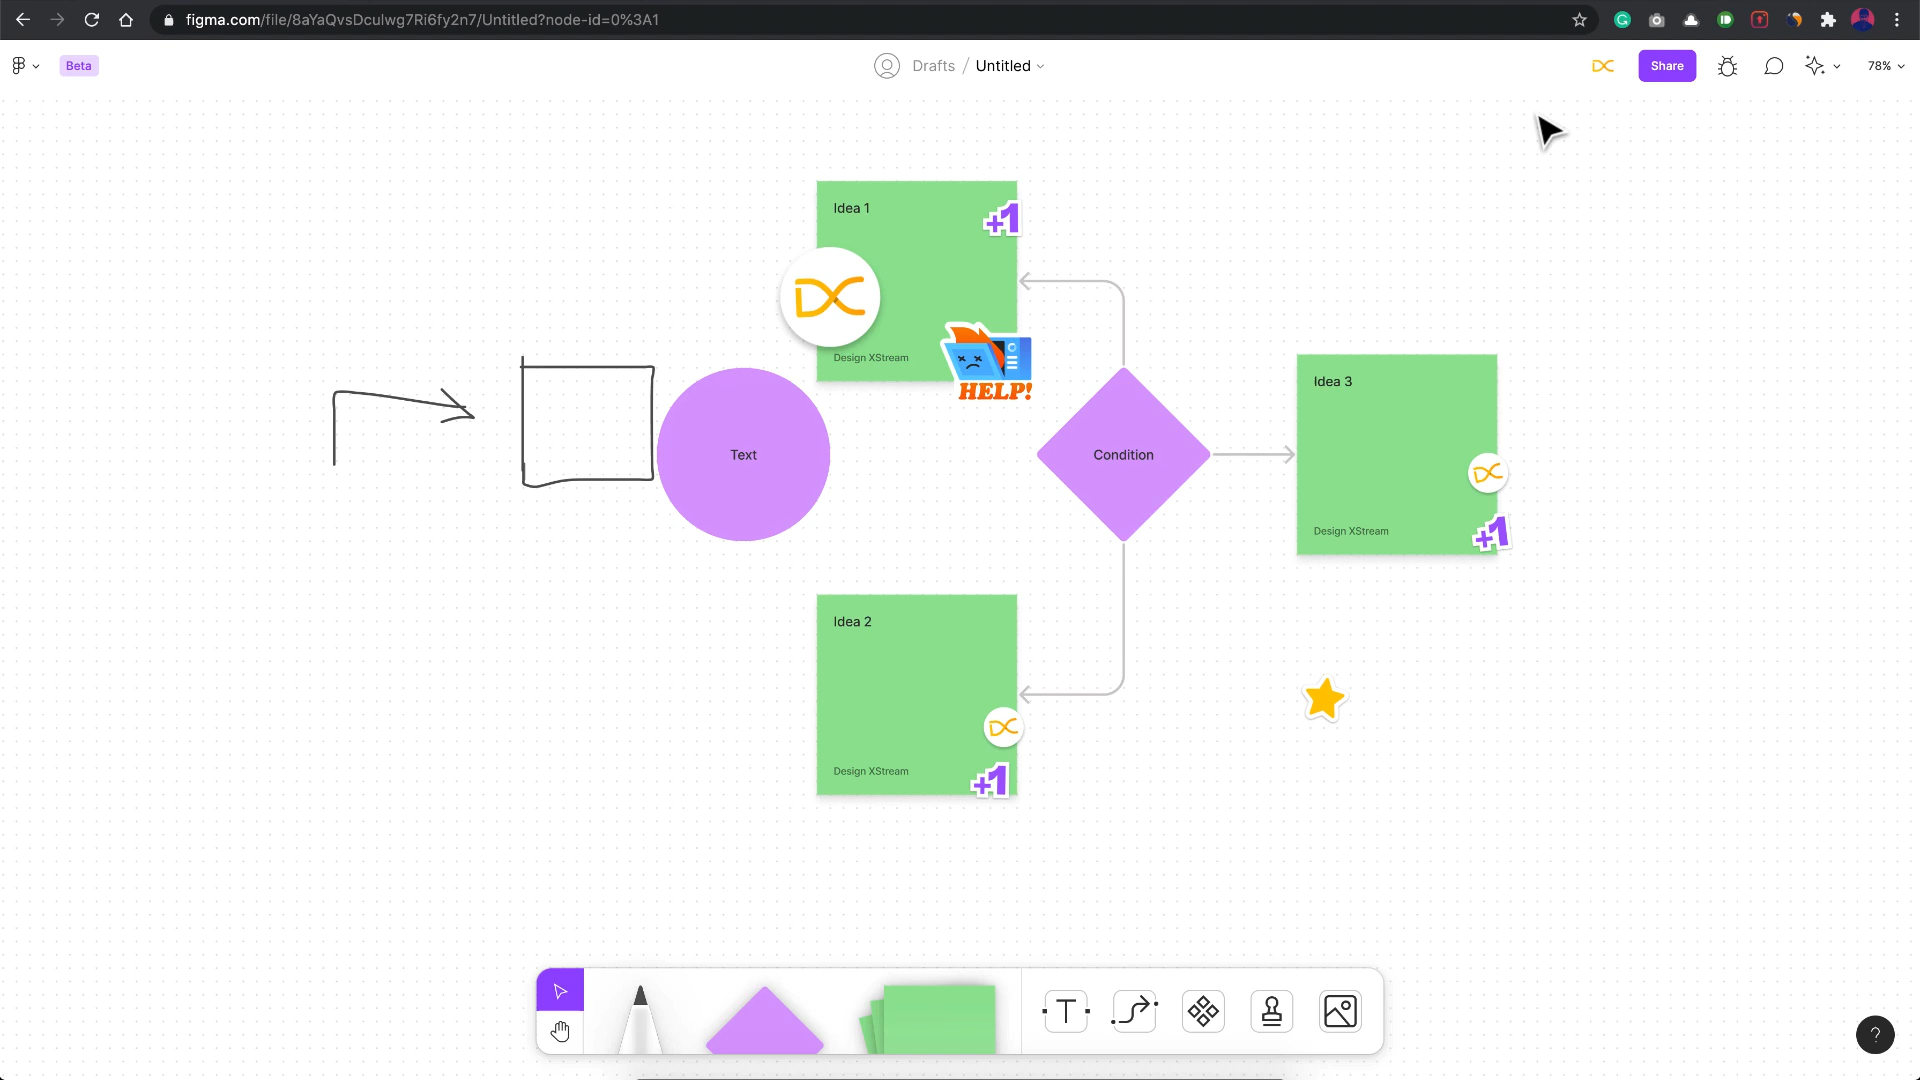 figma.com/file/8aYaQvsDculwg7Ri6fy2n7/Untitled?node-id=0%3A1
Beta
Drafts / Untitled
Share
78%
Idea 1
+1
Design XStream
HELP!
Text
Condition
Idea 3
Design XStream
+1
Idea 2
Design XStream
+1
T
?